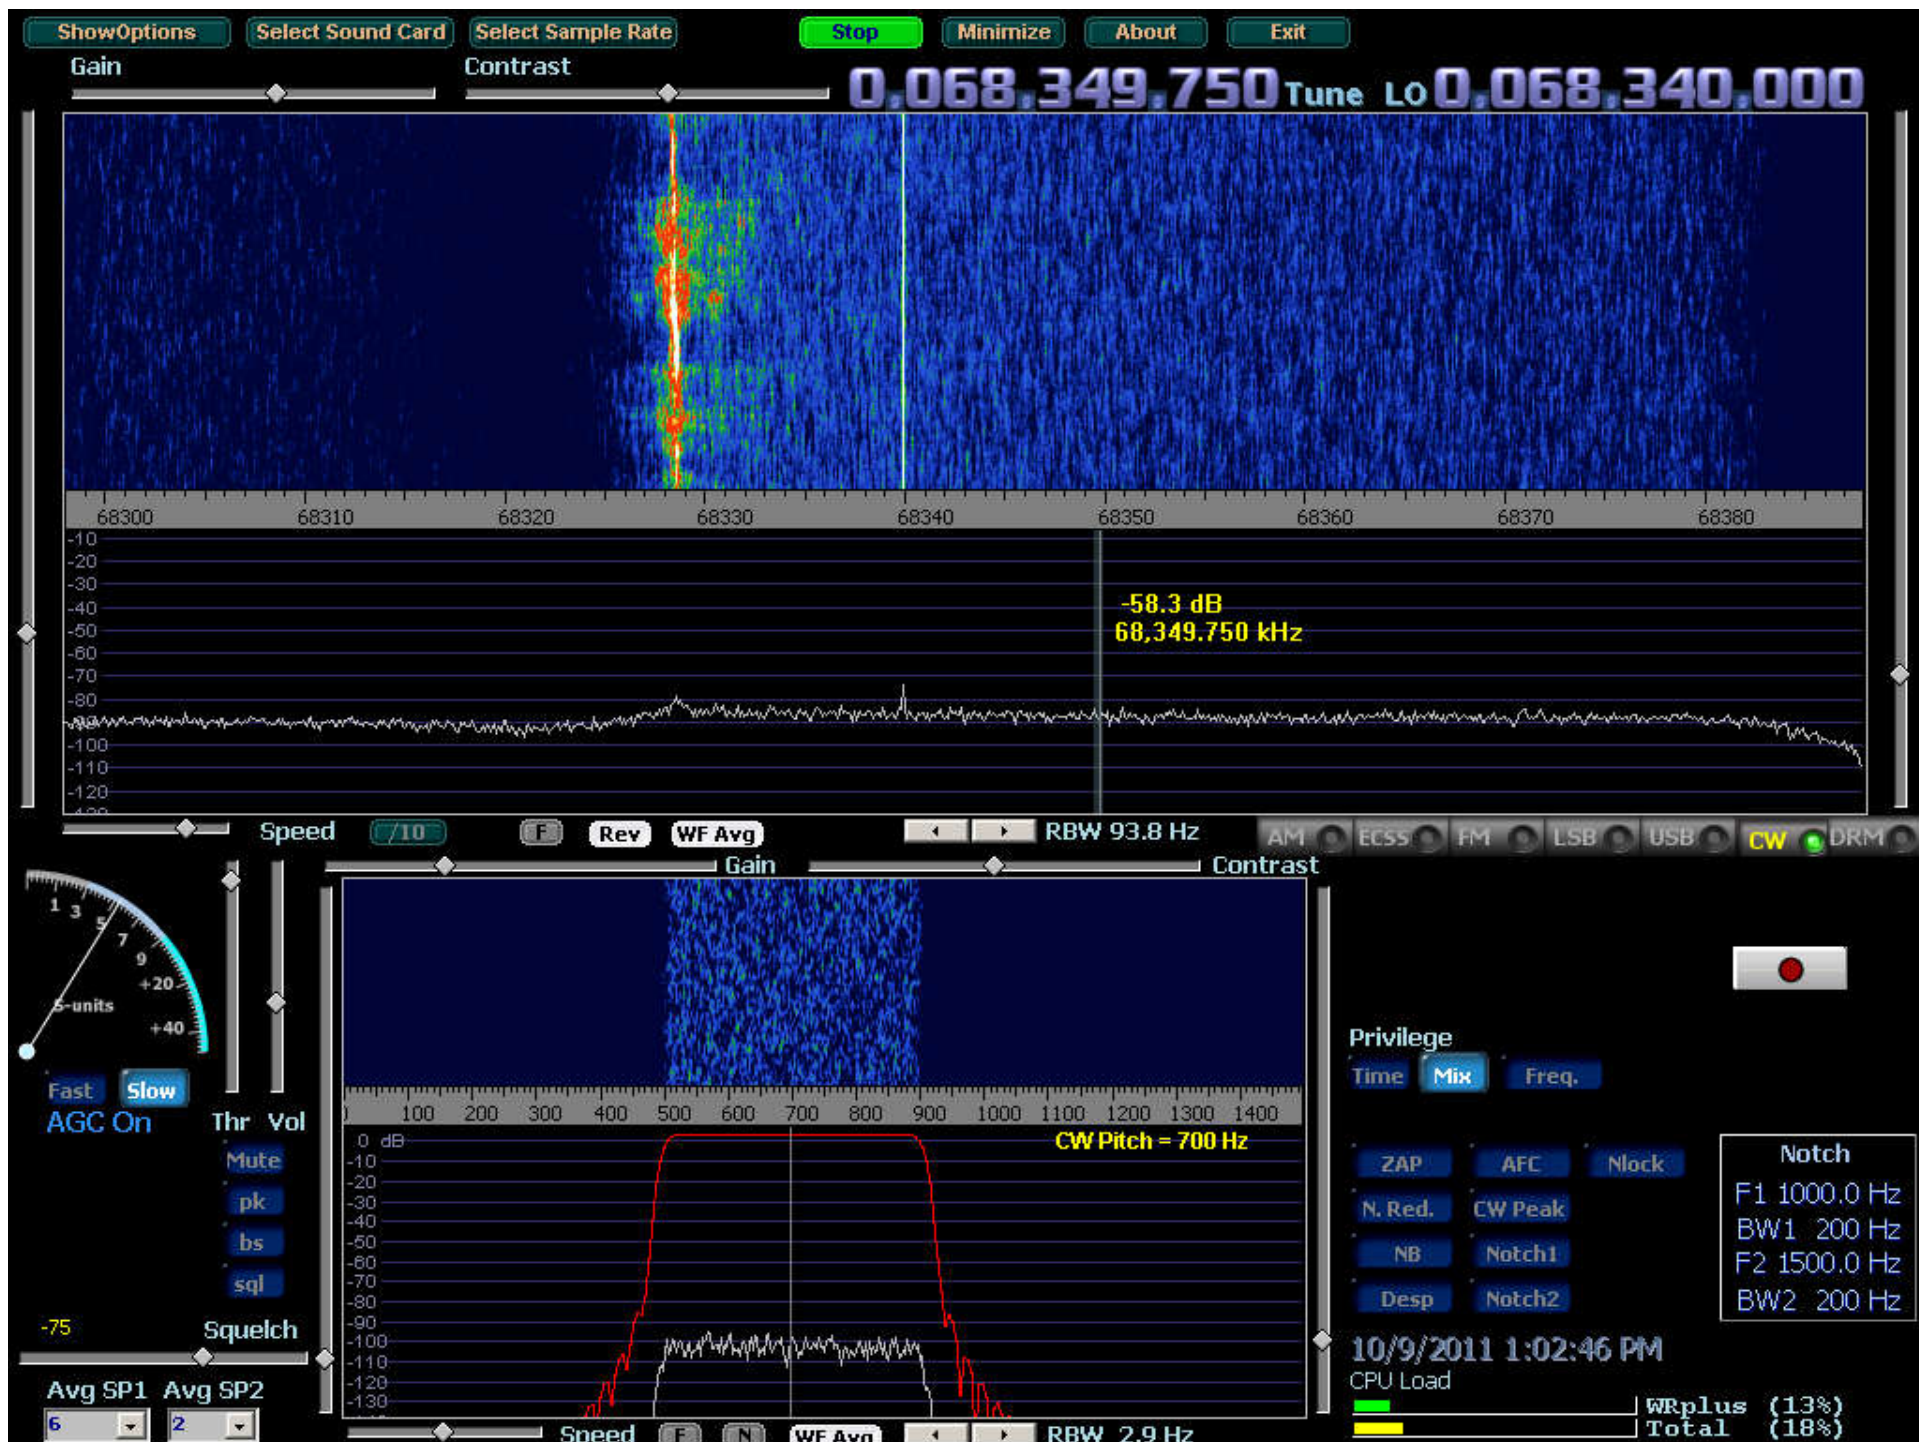 ShowOptions Select Sound Card Select Sample Rate Stop Minimize About Exit
Gain Contrast 0.068.349.750 Tune LO 0.068.340.000
68300 68310 68320 68330 68340 68350 68360 68370 68380
-10
-20
-30
-40 -58.3 dB
-50 68,349.750 kHz
-60
-70
-80
-90
-100
-110
-120
Speed /10 F Rev WF Avg RBW 93.8 Hz AM ECSS FM LSB USB CW DRM
Gain Contrast
1 3 5 7 9 +20 +40
S-units
Fast Slow
AGC On
Thr Vol
Mute
pk
bs
sql
-75
Squelch
Avg SP1 Avg SP2
6 2
100 200 300 400 500 600 700 800 900 1000 1100 1200 1300 1400
0 dB CW Pitch = 700 Hz
-10
-20
-30
-40
-50
-60
-70
-80
-90
-100
-110
-120
-130
Speed F N WF Avg RBW 2.9 Hz
Privilege
Time Mix Freq.
ZAP AFC Nlock
N. Red. CW Peak
NB Notch1
Desp Notch2
Notch
F1 1000.0 Hz
BW1 200 Hz
F2 1500.0 Hz
BW2 200 Hz
10/9/2011 1:02:46 PM
CPU Load
WRplus (13%)
Total (18%)